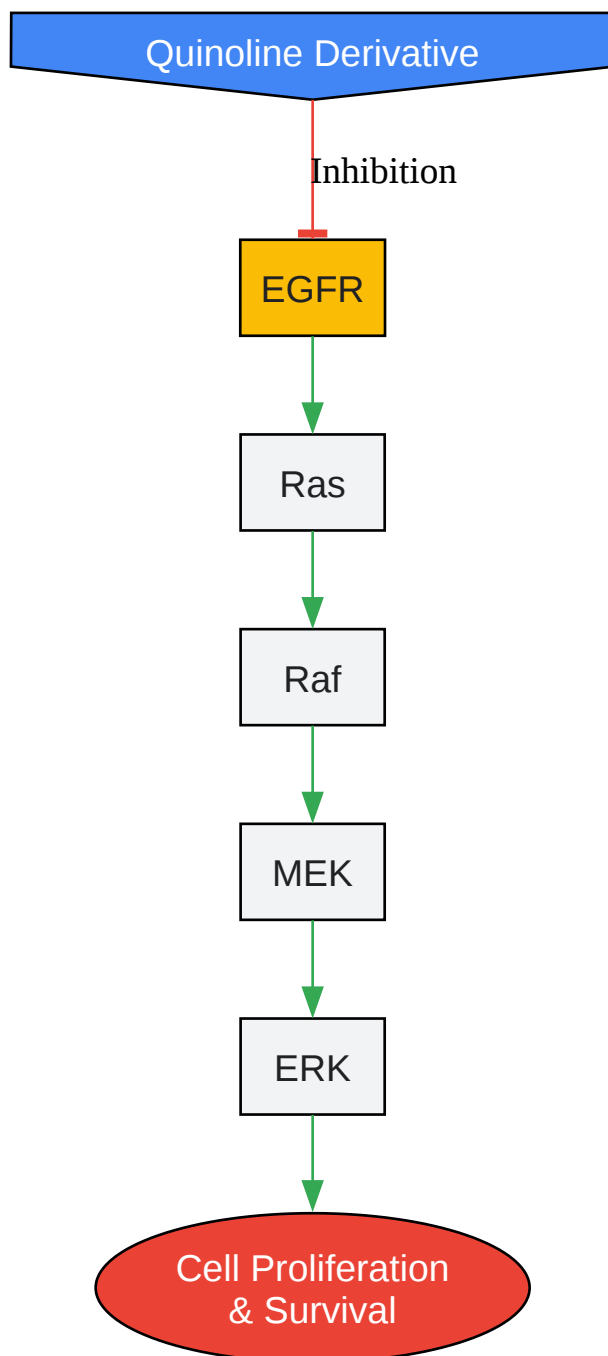 Quinoline Derivative
Inhibition
EGFR
Ras
Raf
MEK
ERK
Cell Proliferation
& Survival